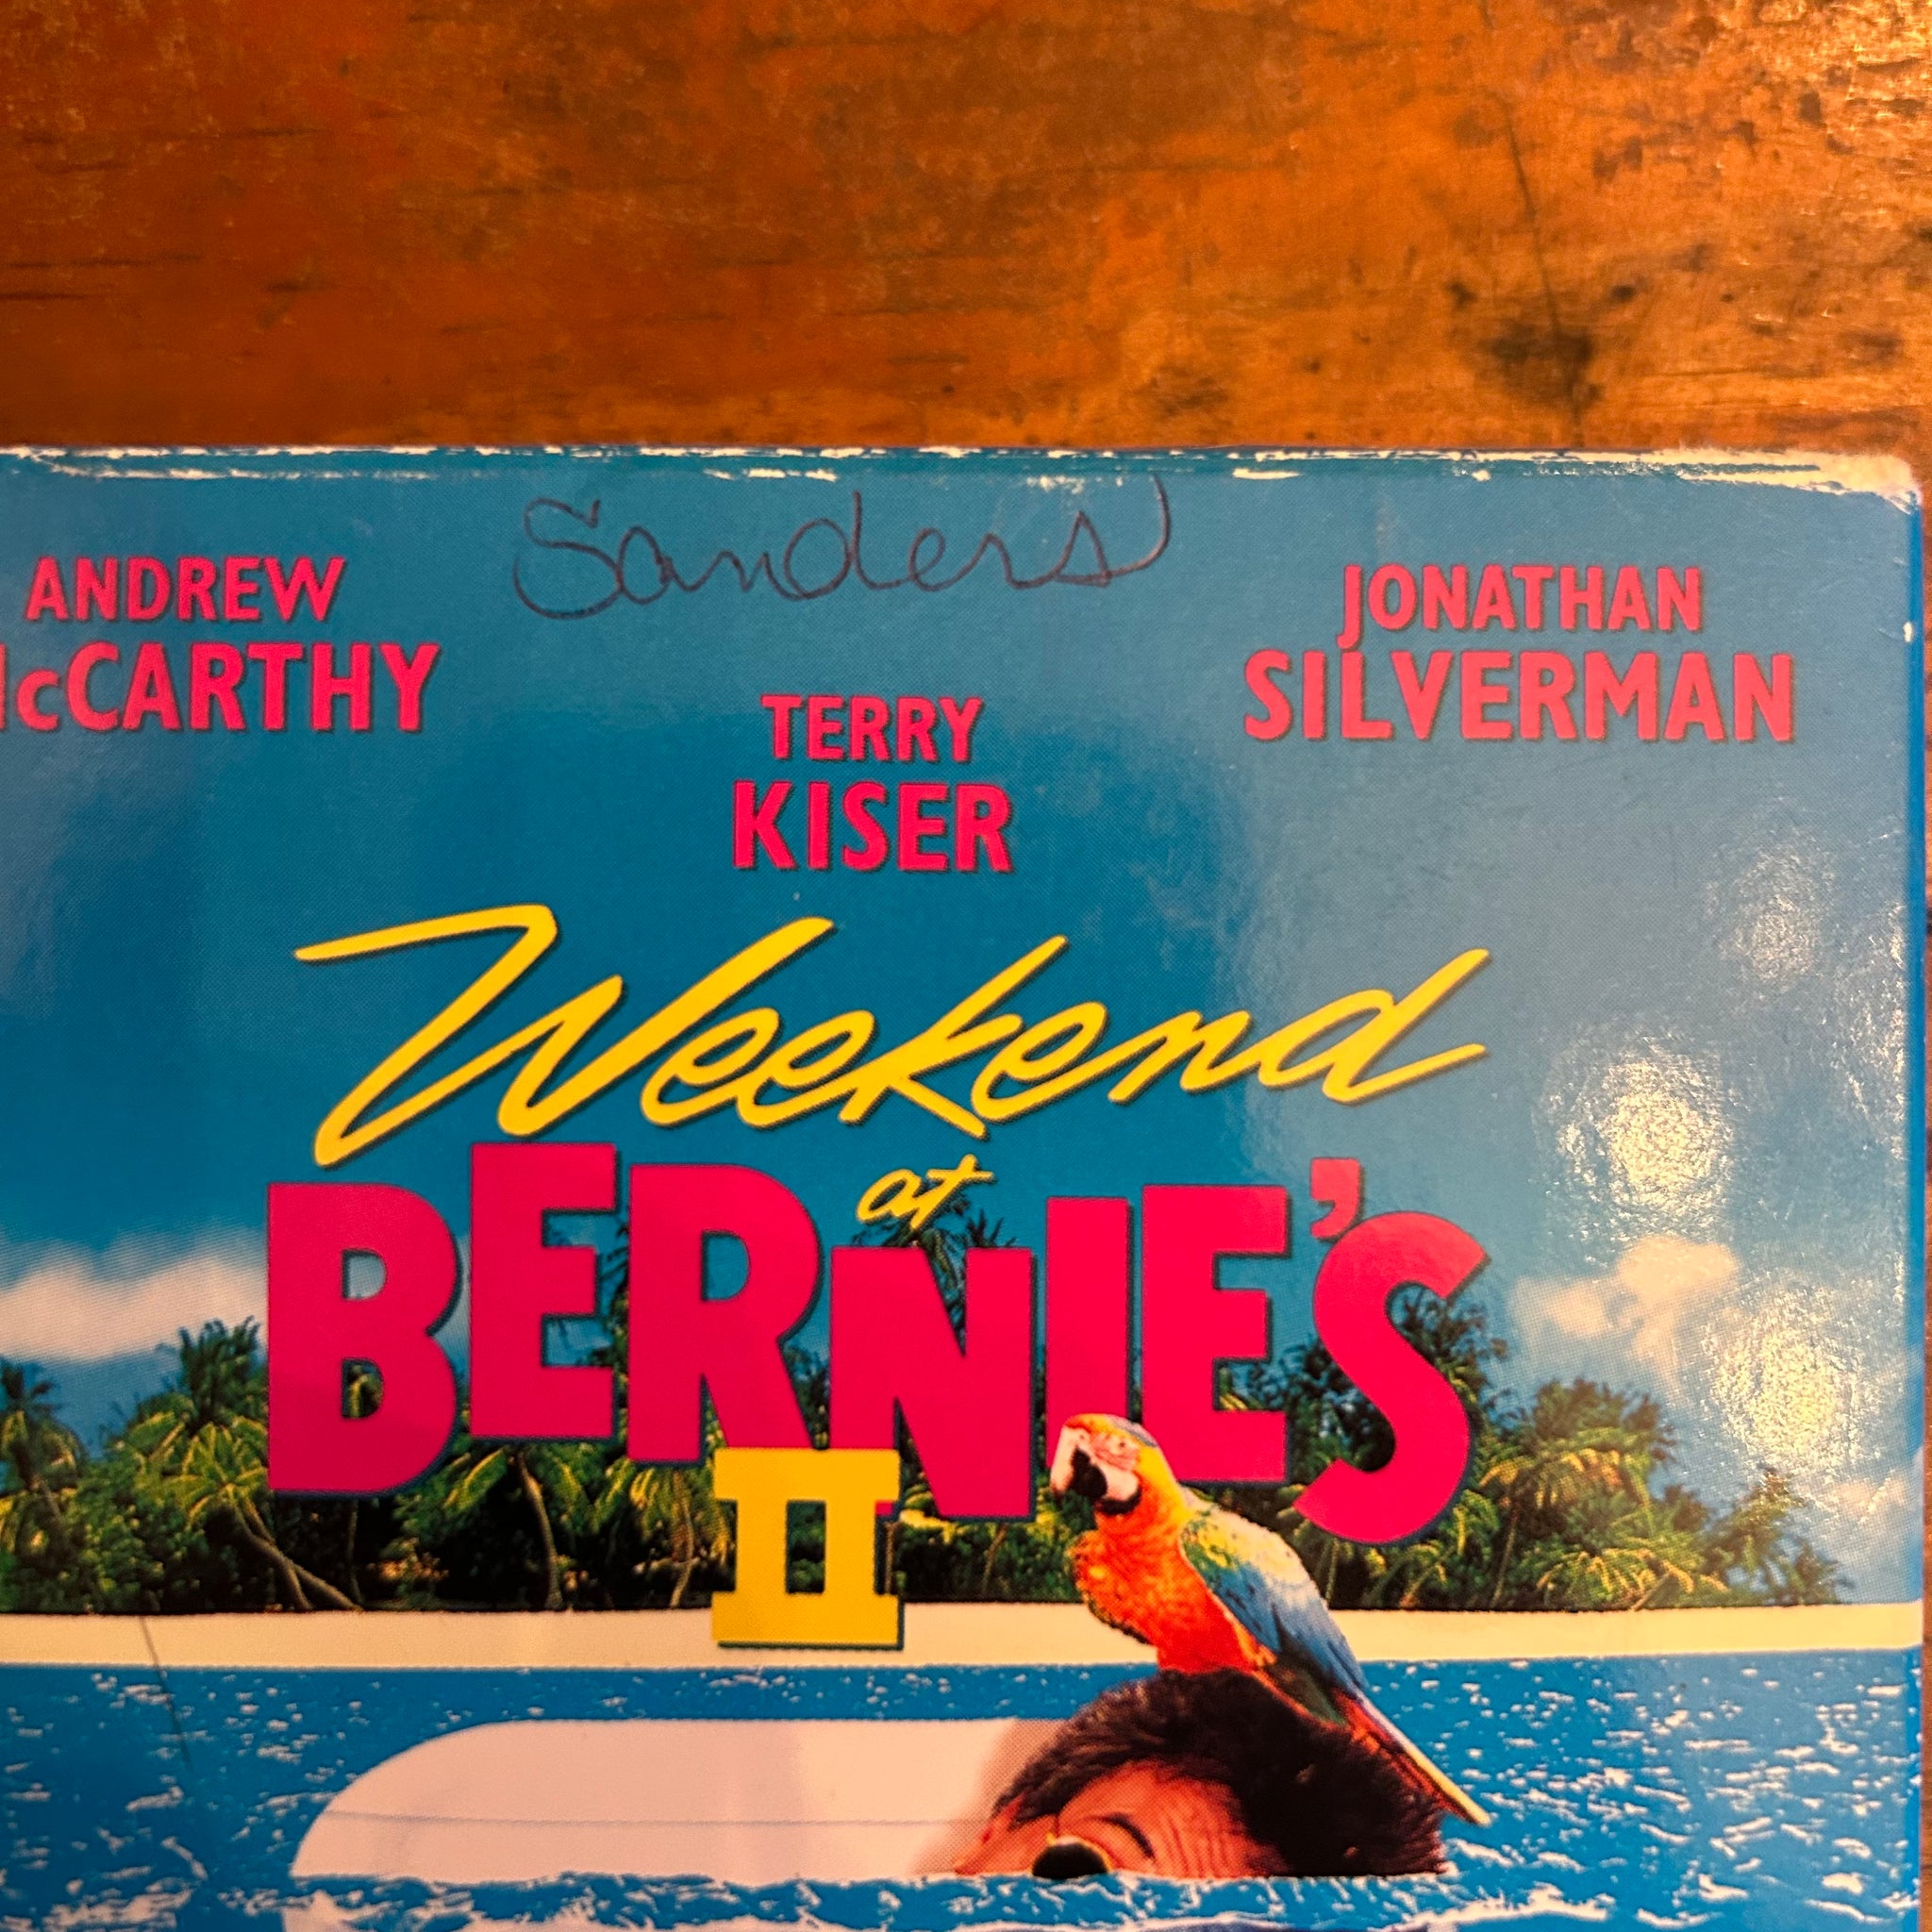 Sanders
ANDREW
McCARTHY
JONATHAN
SILVERMAN
TERRY
KISER
Weekend
at
BERNIE'S
II